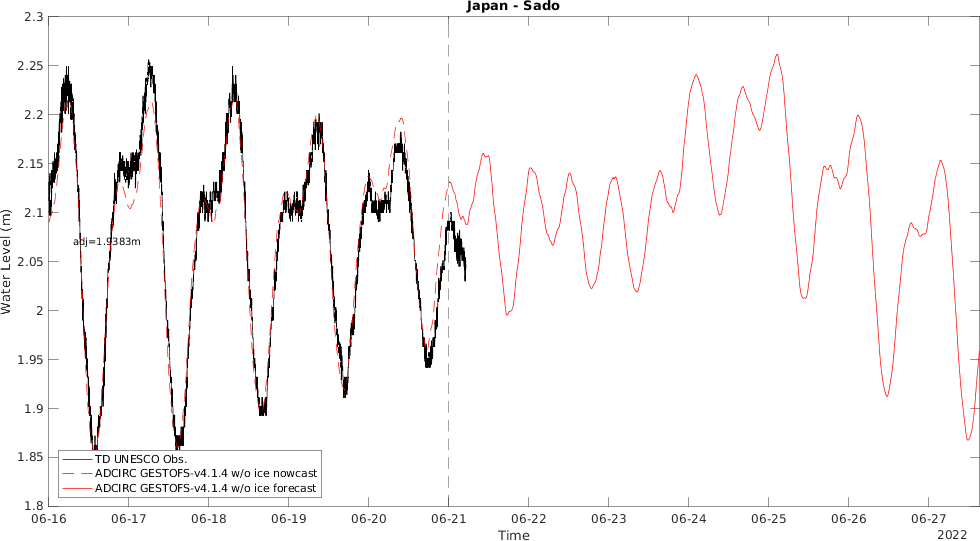 Japan - Sado
2.3
2.25
2.2
2.15
2.1
2.05
2
1.95
1.9
1.85
1.8
Water Level (m)
adj=1.9383m
TD UNESCO Obs.
ADCIRC GESTOFS-v4.1.4 w/o ice nowcast
ADCIRC GESTOFS-v4.1.4 w/o ice forecast
06-16 06-17 06-18 06-19 06-20 06-21 06-22 06-23 06-24 06-25 06-26 06-27
Time
2022